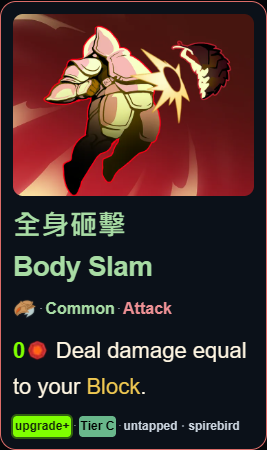 全身砸擊
Body Slam
· Common · Attack
0 Deal damage equal
to your Block.
upgrade+ · Tier C · untapped · spirebird